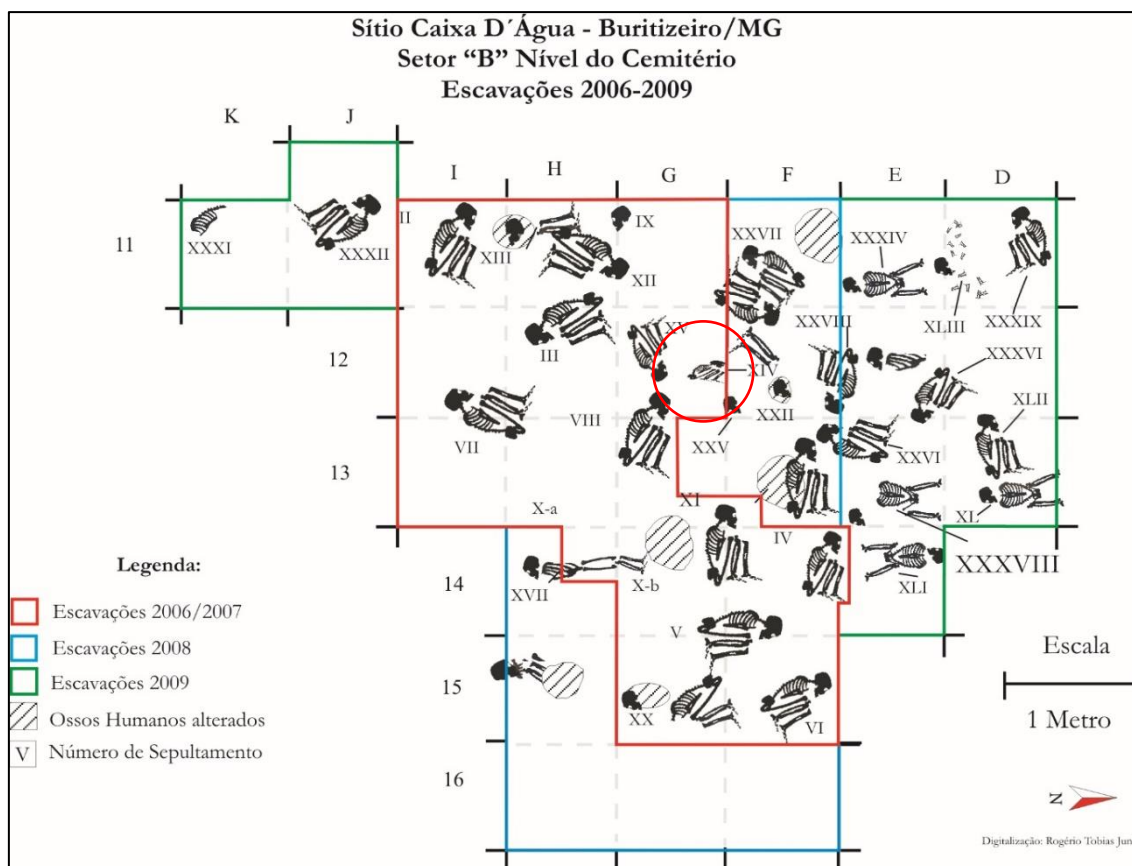 Sítio Caixa D´Água - Buritizeiro/MG
Setor “B” Nível do Cemitério
Escavações 2006-2009
K
J
I
H
G
F
E
D
11
XXXI
XXXII
II
XIII
IX
XII
XXVII
XXXIV
XLIII
XXXIX
12
III
XV
XIV
XXVIII
XXII
XXXVI
XLII
VII
VIII
XXV
XXVI
13
X-a
XI
IV
XL
XXXVIII
14
XVII
X-b
XLI
V
15
XX
VI
16
Legenda:
Escavações 2006/2007
Escavações 2008
Escavações 2009
Ossos Humanos alterados
V Número de Sepultamento
Escala
1 Metro
N
Digitalização: Rogério Tobias Jun